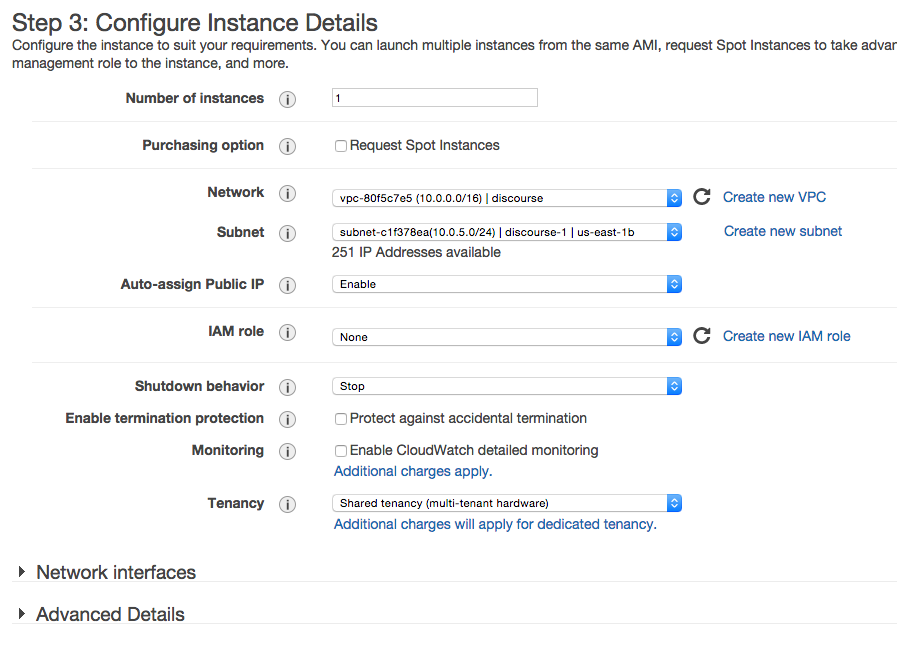 Step 3: Configure Instance Details
Configure the instance to suit your requirements. You can launch multiple instances from the same AMI, request Spot Instances to take
management role to the instance, and more.
Number of instances i 1
Purchasing option i Request Spot Instances
Network i vpc-80f5c7e5 (10.0.0.0/16) | discourse Create new VPC
Subnet i subnet-c1f378ea(10.0.5.0/24) | discourse-1 | us-east-1b Create new subnet
251 IP Addresses available
Auto-assign Public IP i Enable
IAM role i None Create new IAM role
Shutdown behavior i Stop
Enable termination protection i Protect against accidental termination
Monitoring i Enable CloudWatch detailed monitoring
Additional charges apply.
Tenancy i Shared tenancy (multi-tenant hardware)
Additional charges will apply for dedicated tenancy.
Network interfaces
Advanced Details